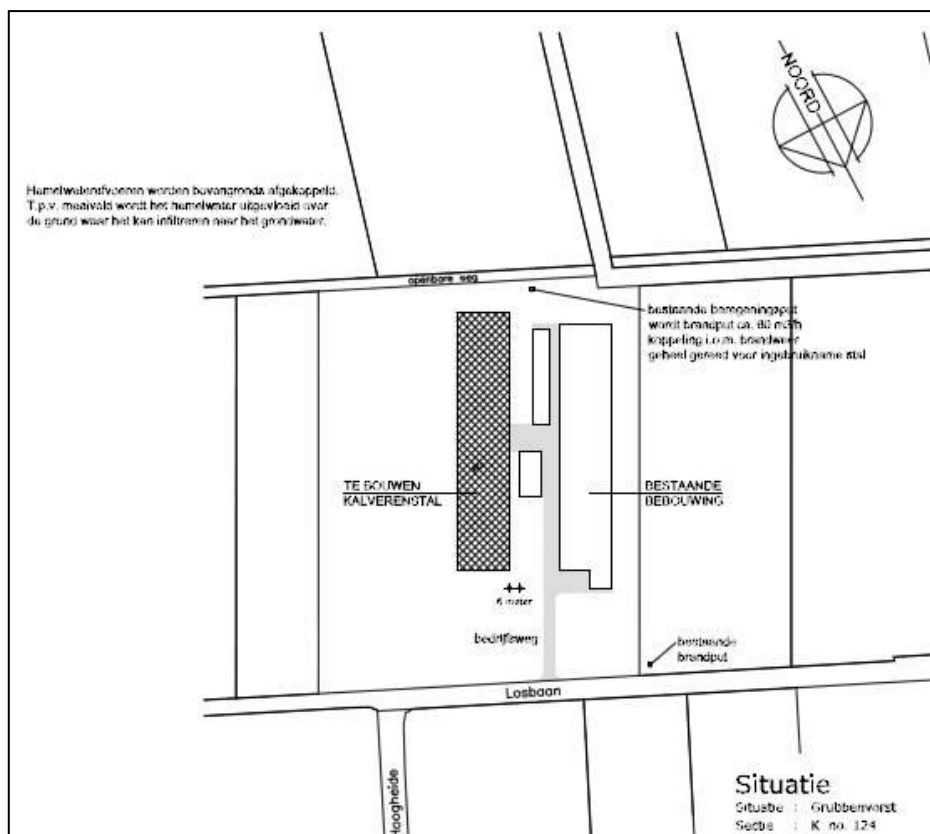 NOORD
Hemelwaterafvoeren worden bovengronds afgekoppeld.
T.p.v. maaiveld wordt het hemelwater uitgevloeid over
de grond waar het kan infiltreren naar het grondwater.
openbare weg
bestaande beregeningsput
wordt brandput ca. 60 m3/h
koppeling i.o.m. brandweer
geheel gereed voor ingebruikname stal
TE BOUWEN
KALVERENSTAL
BESTAANDE
BEBOUWING
6 meter
bedrijfsweg
bestaande
brandput
Losbaan
Hoogheide
Situatie
Situatie : Grubbenvorst
Sectie : K no. 124